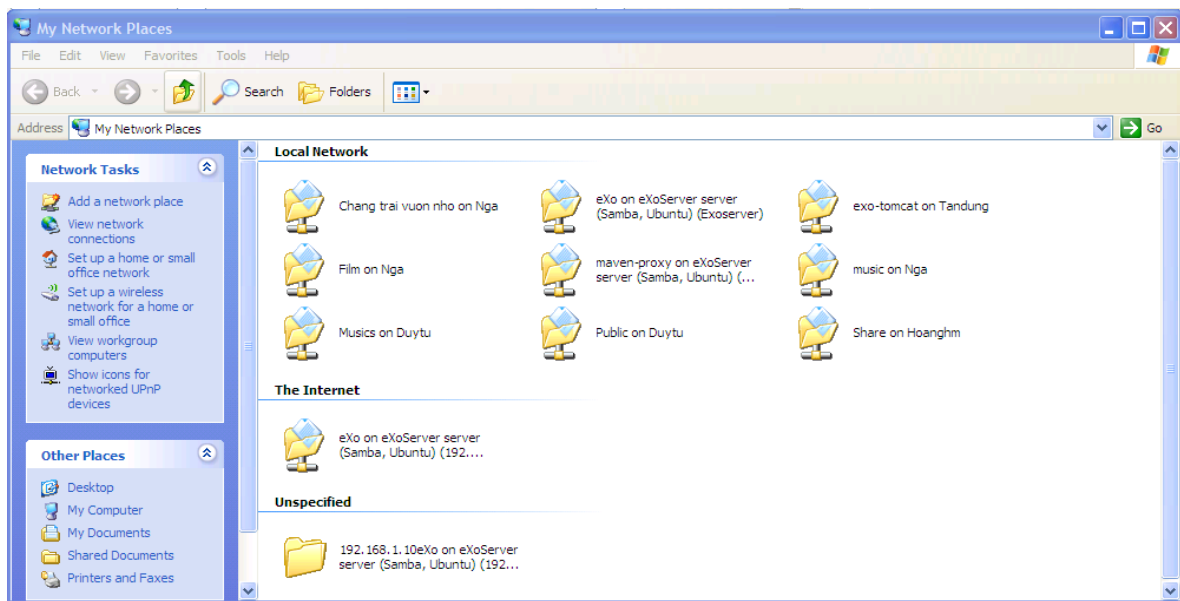 My Network Places
File Edit View Favorites Tools Help
Back Search Folders
Address My Network Places Go
Network Tasks
Add a network place
View network
connections
Set up a home or small
office network
Set up a wireless
network for a home or
small office
View workgroup
computers
Show icons for
networked UPnP
devices
Other Places
Desktop
My Computer
My Documents
Shared Documents
Printers and Faxes
Local Network
Chang trai vuon nho on Nga
eXo on eXoServer server
(Samba, Ubuntu) (Exoserver)
exo-tomcat on Tandung
Film on Nga
maven-proxy on eXoServer
server (Samba, Ubuntu) (...
music on Nga
Musics on Duytu
Public on Duytu
Share on Hoanghm
The Internet
eXo on eXoServer server
(Samba, Ubuntu) (192....
Unspecified
192.168.1.10eXo on eXoServer
server (Samba, Ubuntu) (192...